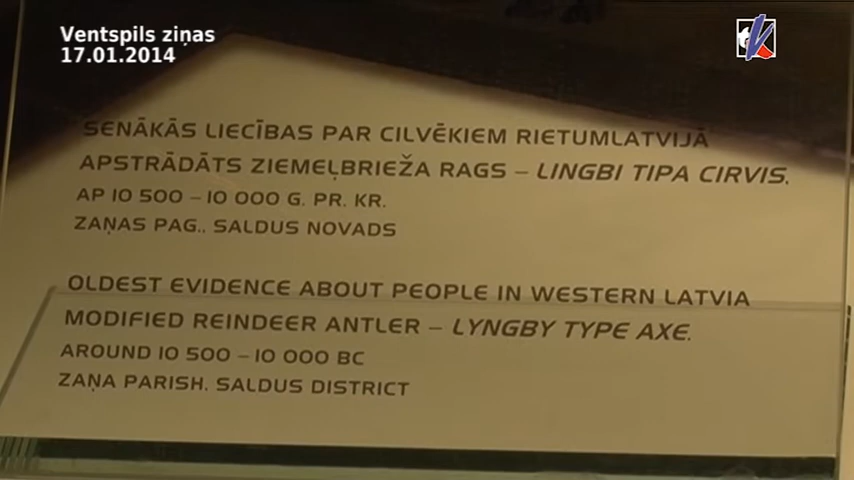 Ventspils ziņas
17.01.2014
SENĀKĀS LIECĪBAS PAR CILVĒKIEM RIETUMLATVIJĀ
APSTRĀDĀTS ZIEMEĻBRIEŽA RAGS – LINGBI TIPA CIRVIS.
AP 10 500 – 10 000 G. PR. KR.
ZAŅAS PAG., SALDUS NOVADS
OLDEST EVIDENCE ABOUT PEOPLE IN WESTERN LATVIA
MODIFIED REINDEER ANTLER – LYNGBY TYPE AXE.
AROUND 10 500 – 10 000 BC
ZAŅA PARISH. SALDUS DISTRICT